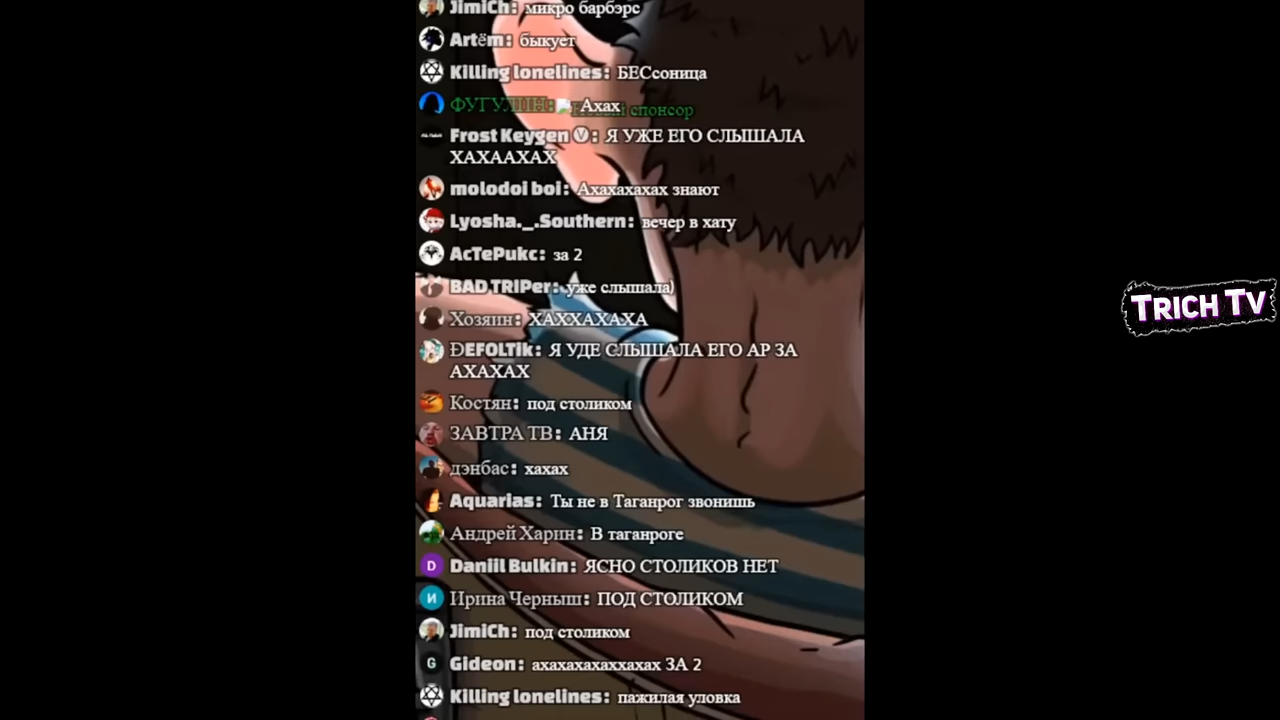 JimiCh: микро барбэрс
Artёm: быкует
Killing lonelines: БЕСсоница
ФУГУЛІН: Ахах
Новый спонсор
Frost Keygen V: Я УЖЕ ЕГО СЛЫШАЛА
ХАХААХАХ
molodoi boi: Ахахахахах знают
Lyosha._.Southern: вечер в хату
AcTePukc: за 2
BAD TRIPer: уже слышала)
Хозяин: ХАХХАХАХА
ĐEFOLTik: Я УДЕ СЛЫШАЛА ЕГО АР ЗА
АХАХАХ
Костян: под столиком
ЗАВТРА ТВ: АНЯ
дэнбас: хахах
Aquarias: Ты не в Таганрог звонишь
Андрей Харин: В таганроге
D
Daniil Bulkin: ЯСНО СТОЛИКОВ НЕТ
И
Ирина Черныш: ПОД СТОЛИКОМ
JimiCh: под столиком
G
Gideon: ахахахахаххахах ЗА 2
Killing lonelines: пажилая уловка
TRICH TV